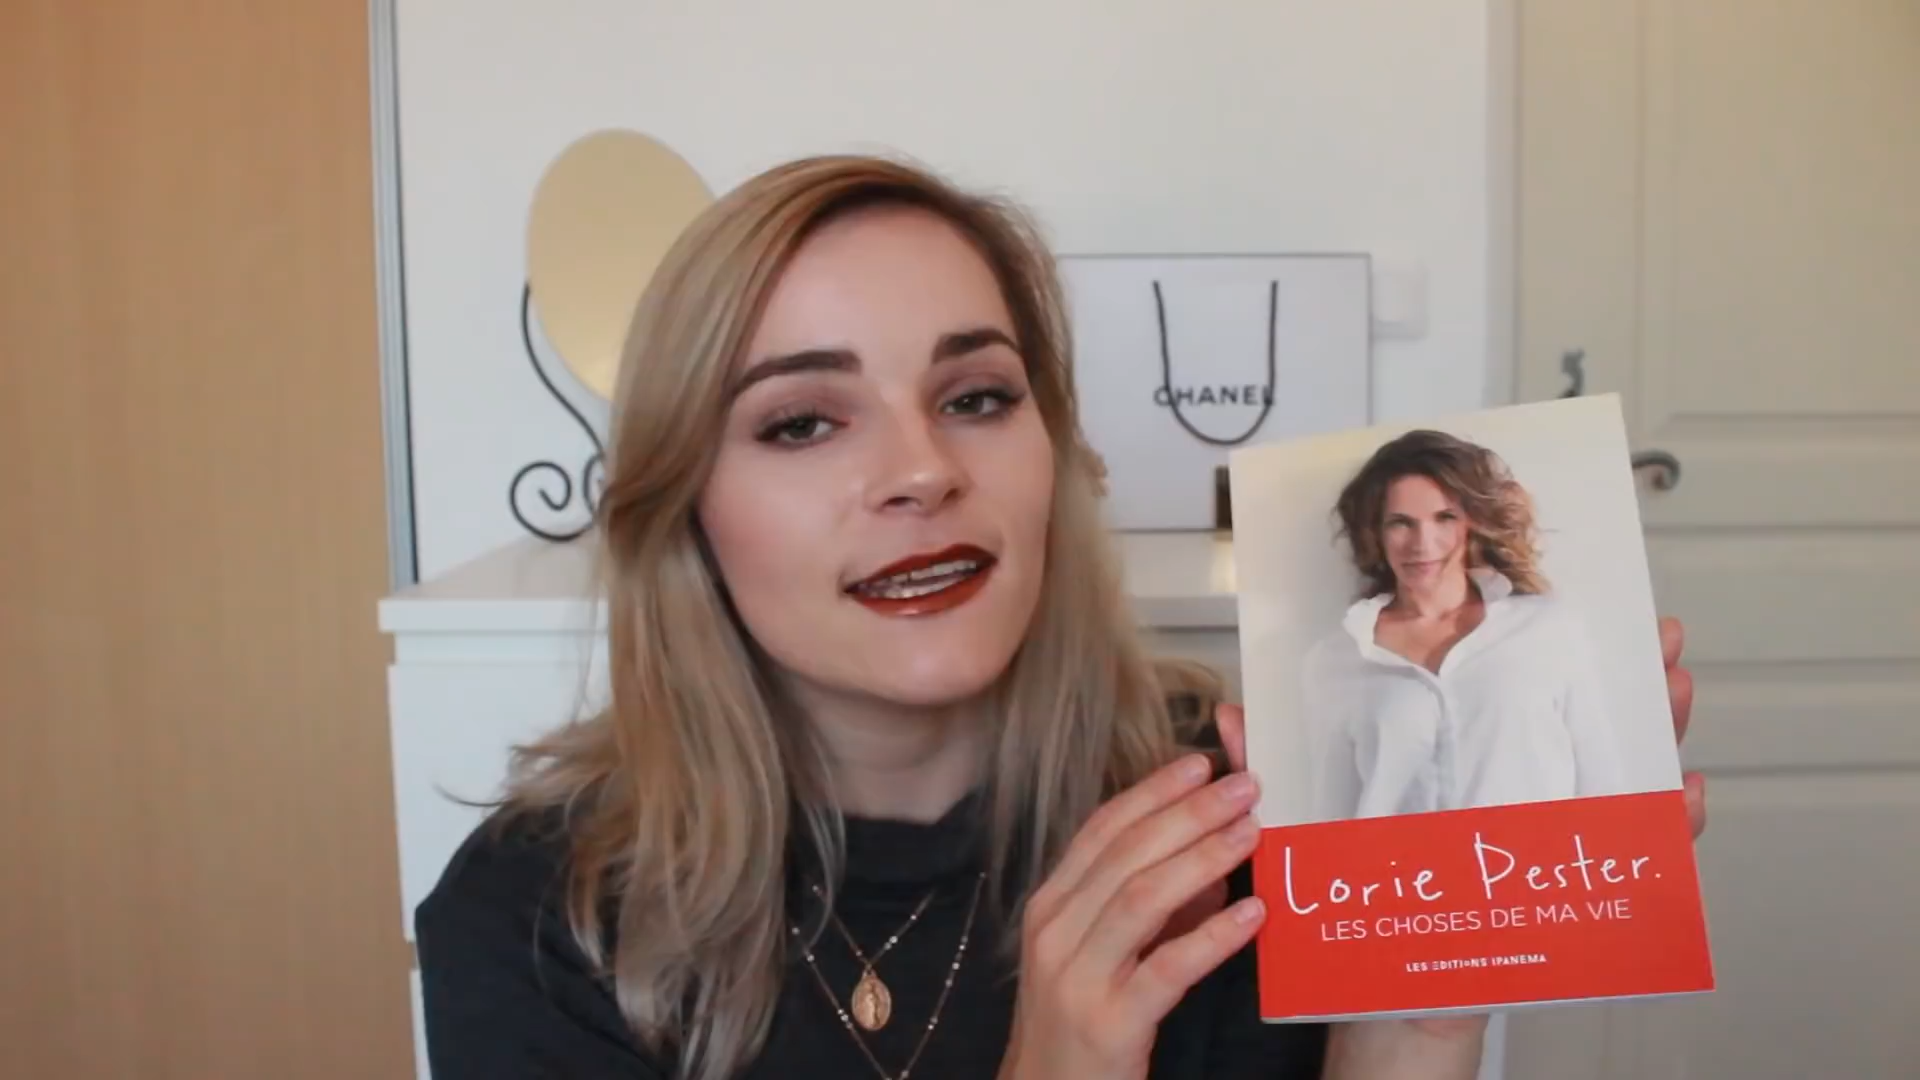 CHANEL
Lorie Pester.
LES CHOSES DE MA VIE
LES EDITIONS IPANEMA